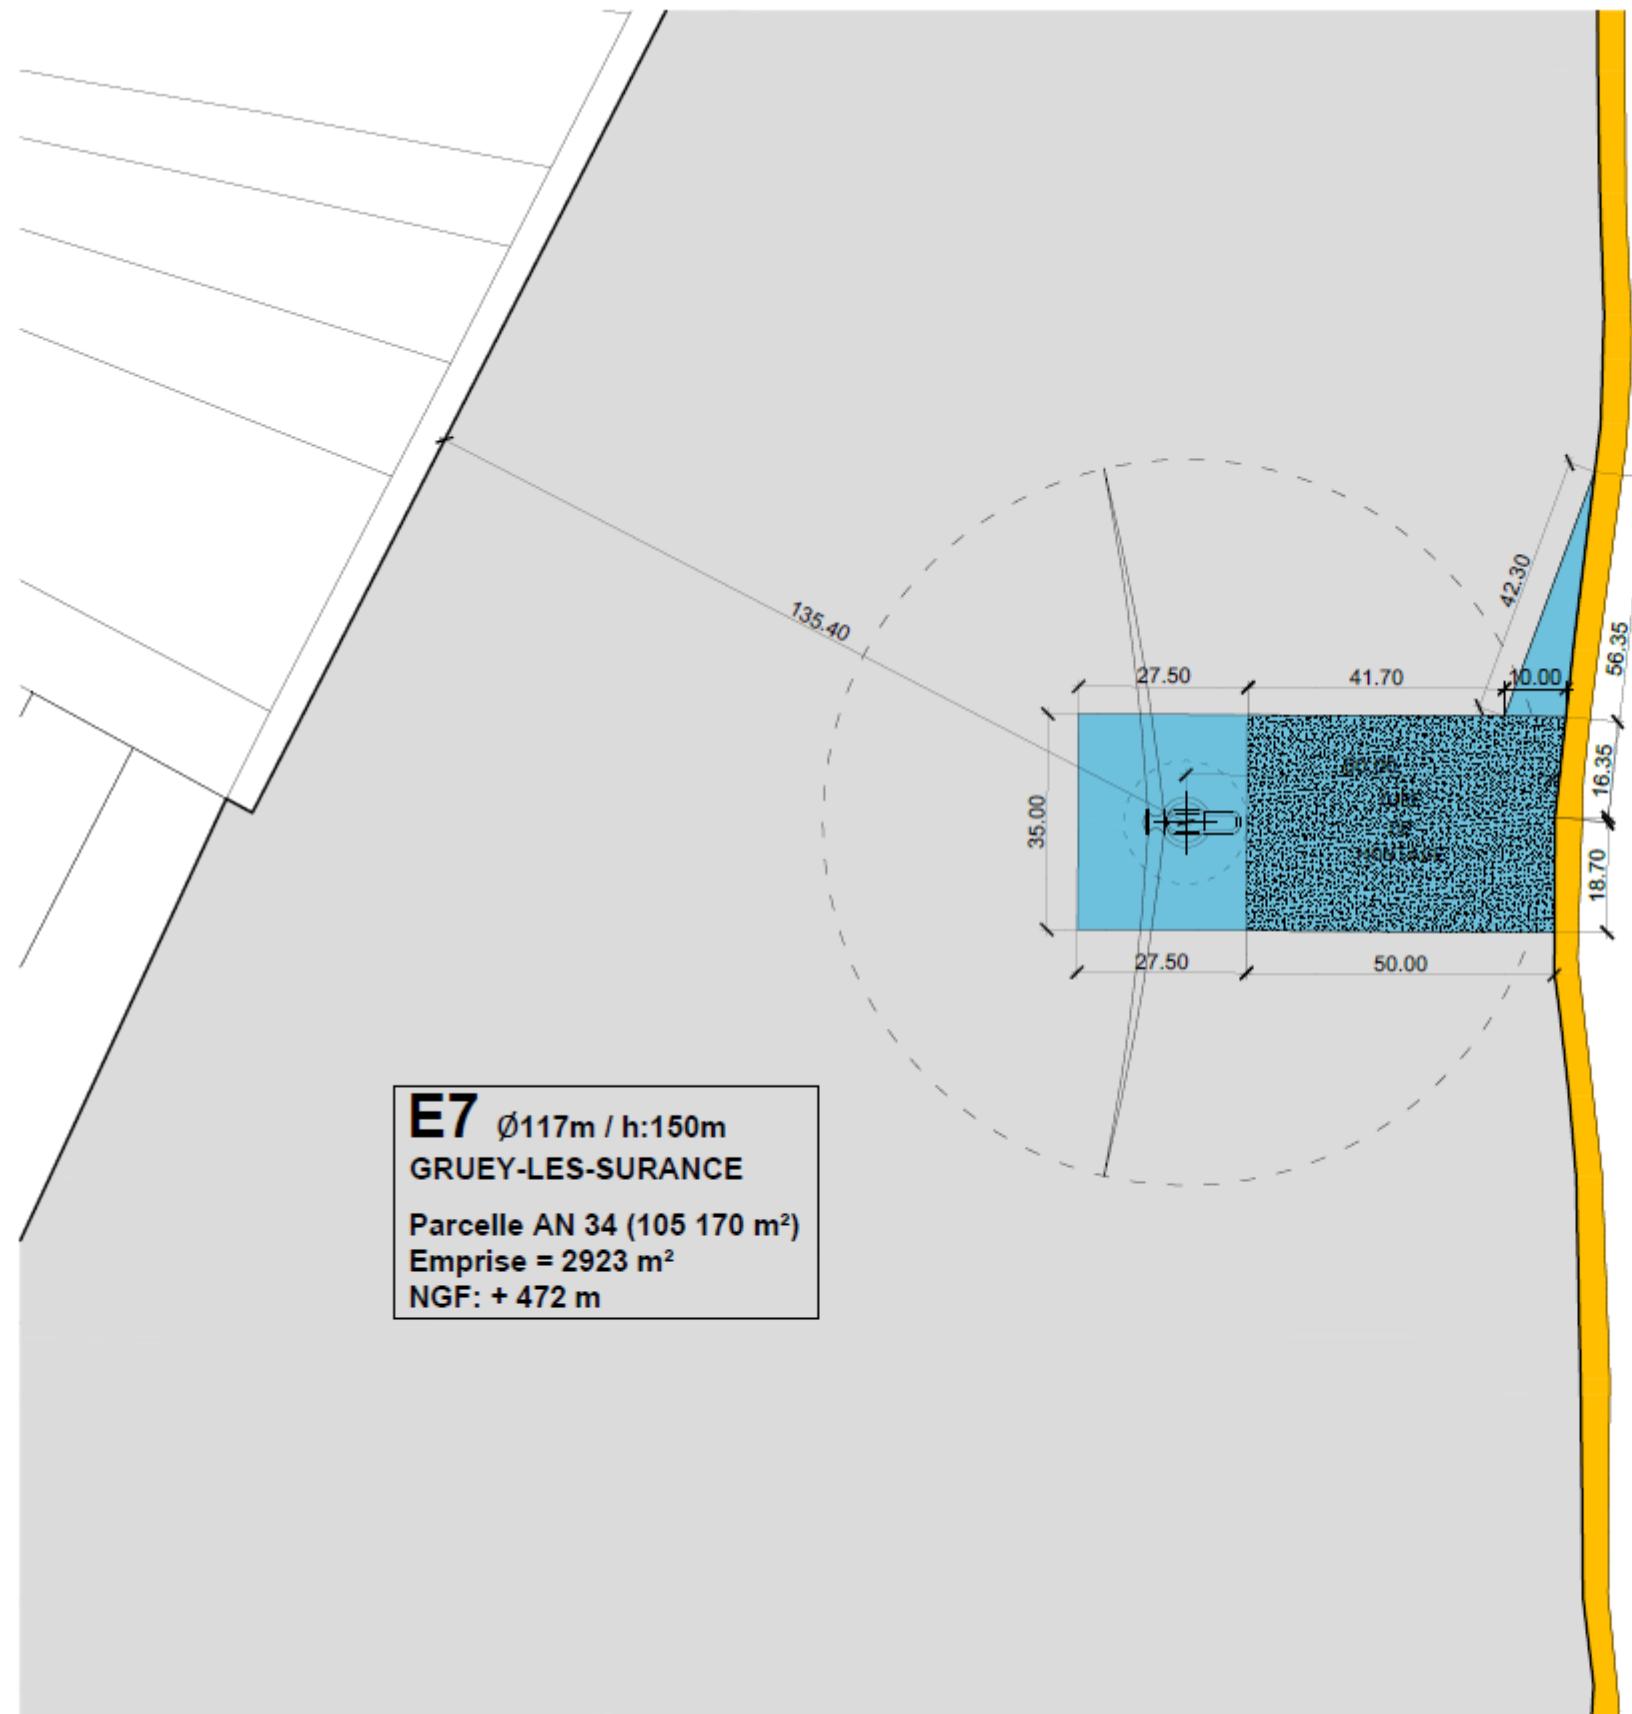 42.30
135.40
56.35
27.50
41.70
10.00
16.35
35.00
18.70
27.50
50.00
E7 Ø117m / h:150m
GRUEY-LES-SURANCE
Parcelle AN 34 (105 170 m²)
Emprise = 2923 m²
NGF: + 472 m